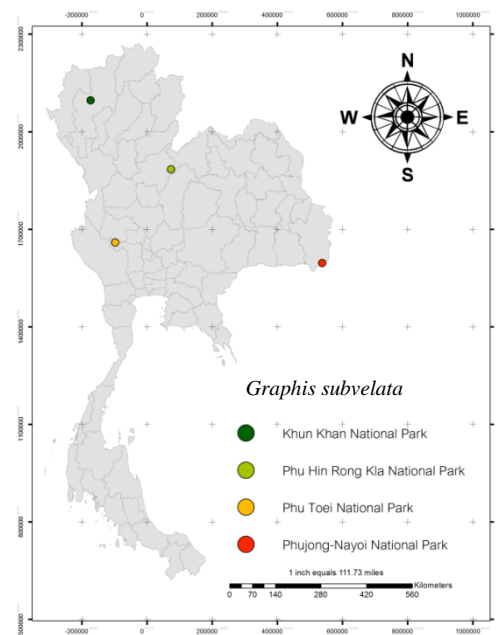 -200000 0 200000 400000 600000 800000 1000000
2300000
2000000
1700000
1400000
1100000
800000
500000
N
W E
S
Graphis subvelata
Khun Khan National Park
Phu Hin Rong Kla National Park
Phu Toei National Park
Phujong-Nayoi National Park
1 inch equals 111.73 miles
Kilometers
0 70 140 280 420 560
-200000 0 200000 400000 600000 800000 1000000